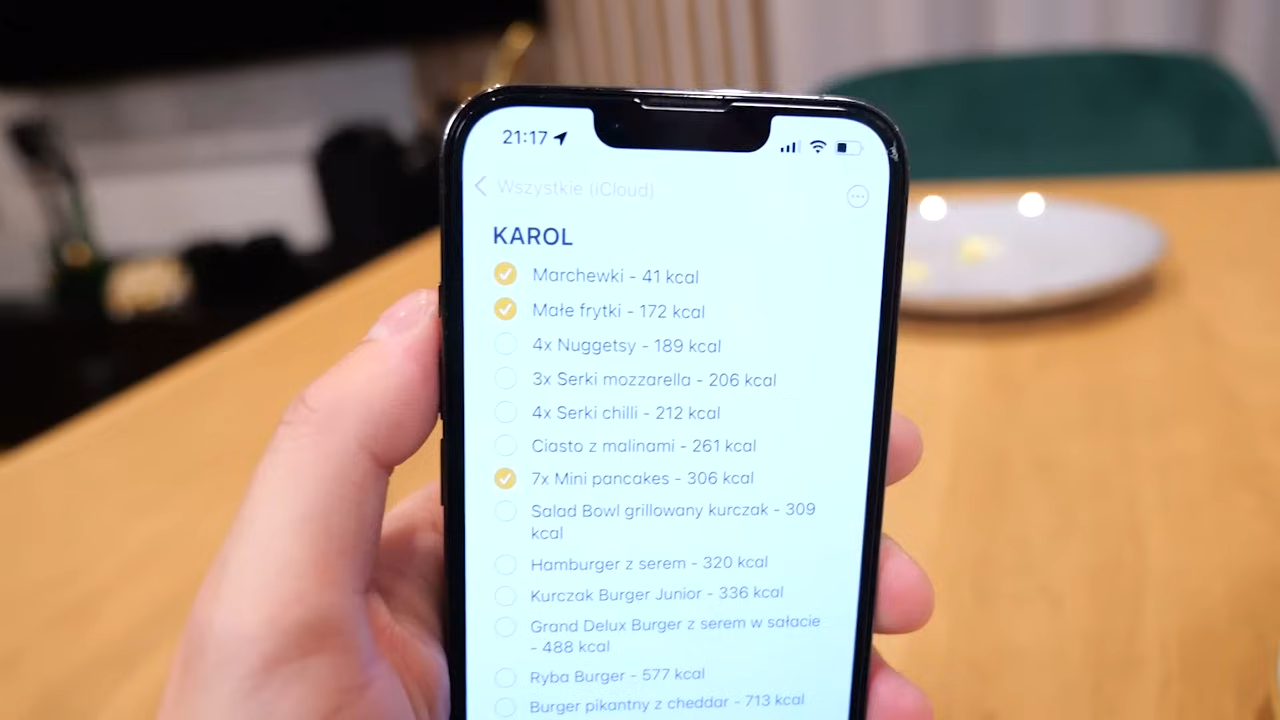 21:17
Wszystkie (iCloud)
KAROL
Marchewki - 41 kcal
Małe frytki - 172 kcal
4x Nuggetsy - 189 kcal
3x Serki mozzarella - 206 kcal
4x Serki chilli - 212 kcal
Ciasto z malinami - 261 kcal
7x Mini pancakes - 306 kcal
Salad Bowl grillowany kurczak - 309
kcal
Hamburger z serem - 320 kcal
Kurczak Burger Junior - 336 kcal
Grand Delux Burger z serem w sałacie
- 488 kcal
Ryba Burger - 577 kcal
Burger pikantny z cheddar - 713 kcal